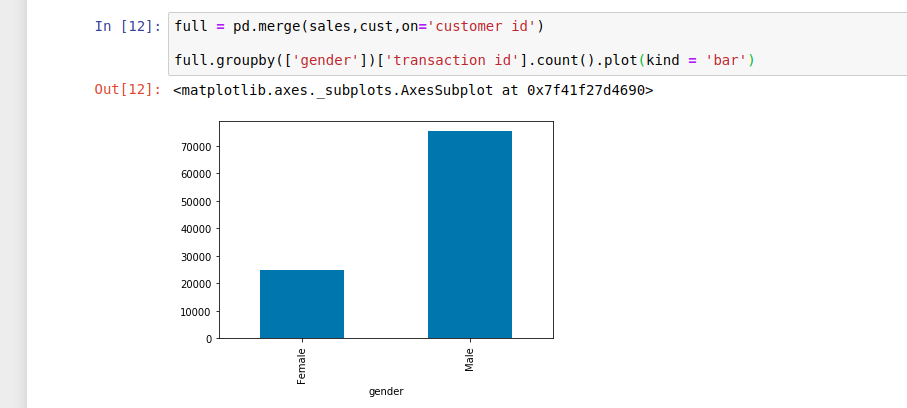 In [12]: full = pd.merge(sales,cust,on='customer id')
full.groupby(['gender'])['transaction id'].count().plot(kind = 'bar')
Out[12]: <matplotlib.axes._subplots.AxesSubplot at 0x7f41f27d4690>
70000
60000
50000
40000
30000
20000
10000
0
Female
Male
gender